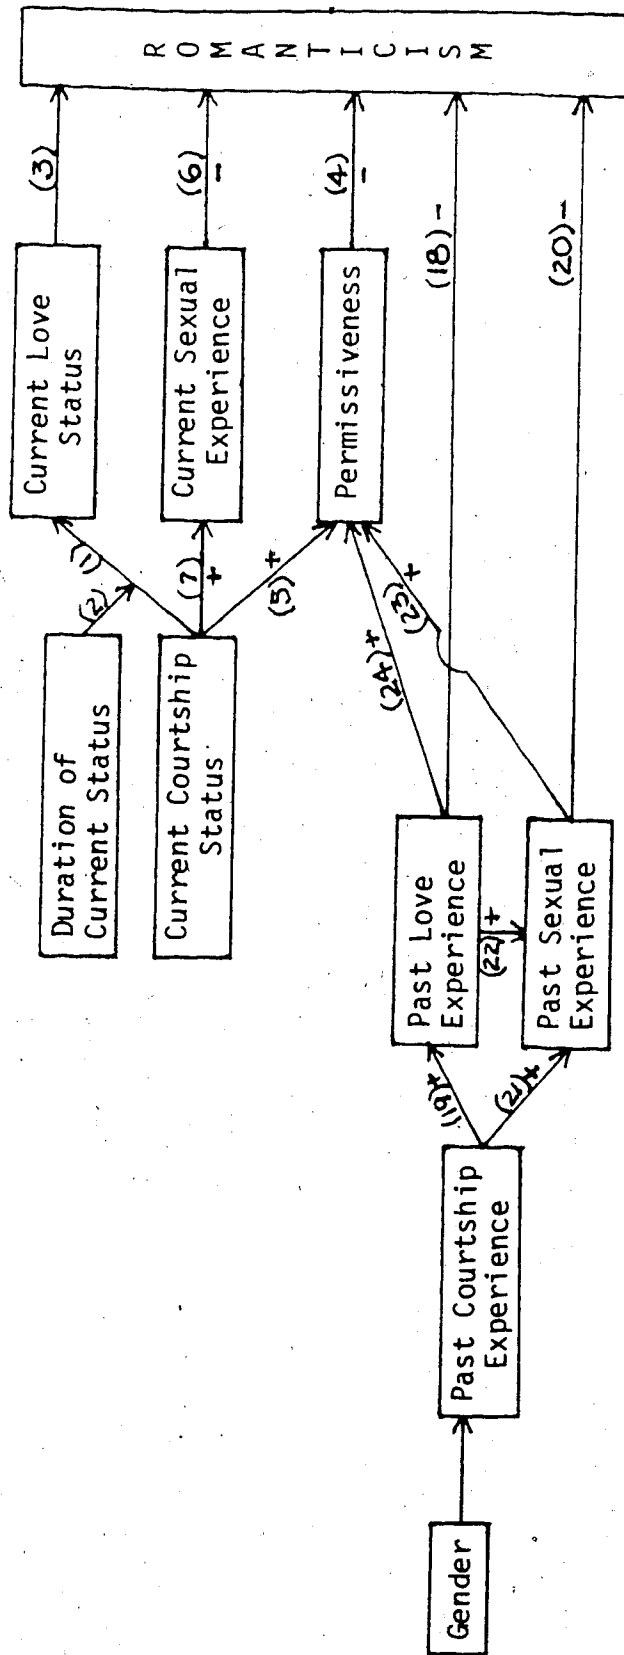 Duration of
Current Status
(2)
(1)
Current Love
Status
(3)
Current Courtship
Status
(7)
+
Current Sexual
Experience
(6)
-
(5) +
Permissiveness
(4)
-
R O M A N T I C I S M
Gender
Past Courtship
Experience
(19)+
(21)+
Past Love
Experience
(22)+
Past Sexual
Experience
(24)+
(23)+
(18)-
(20)-